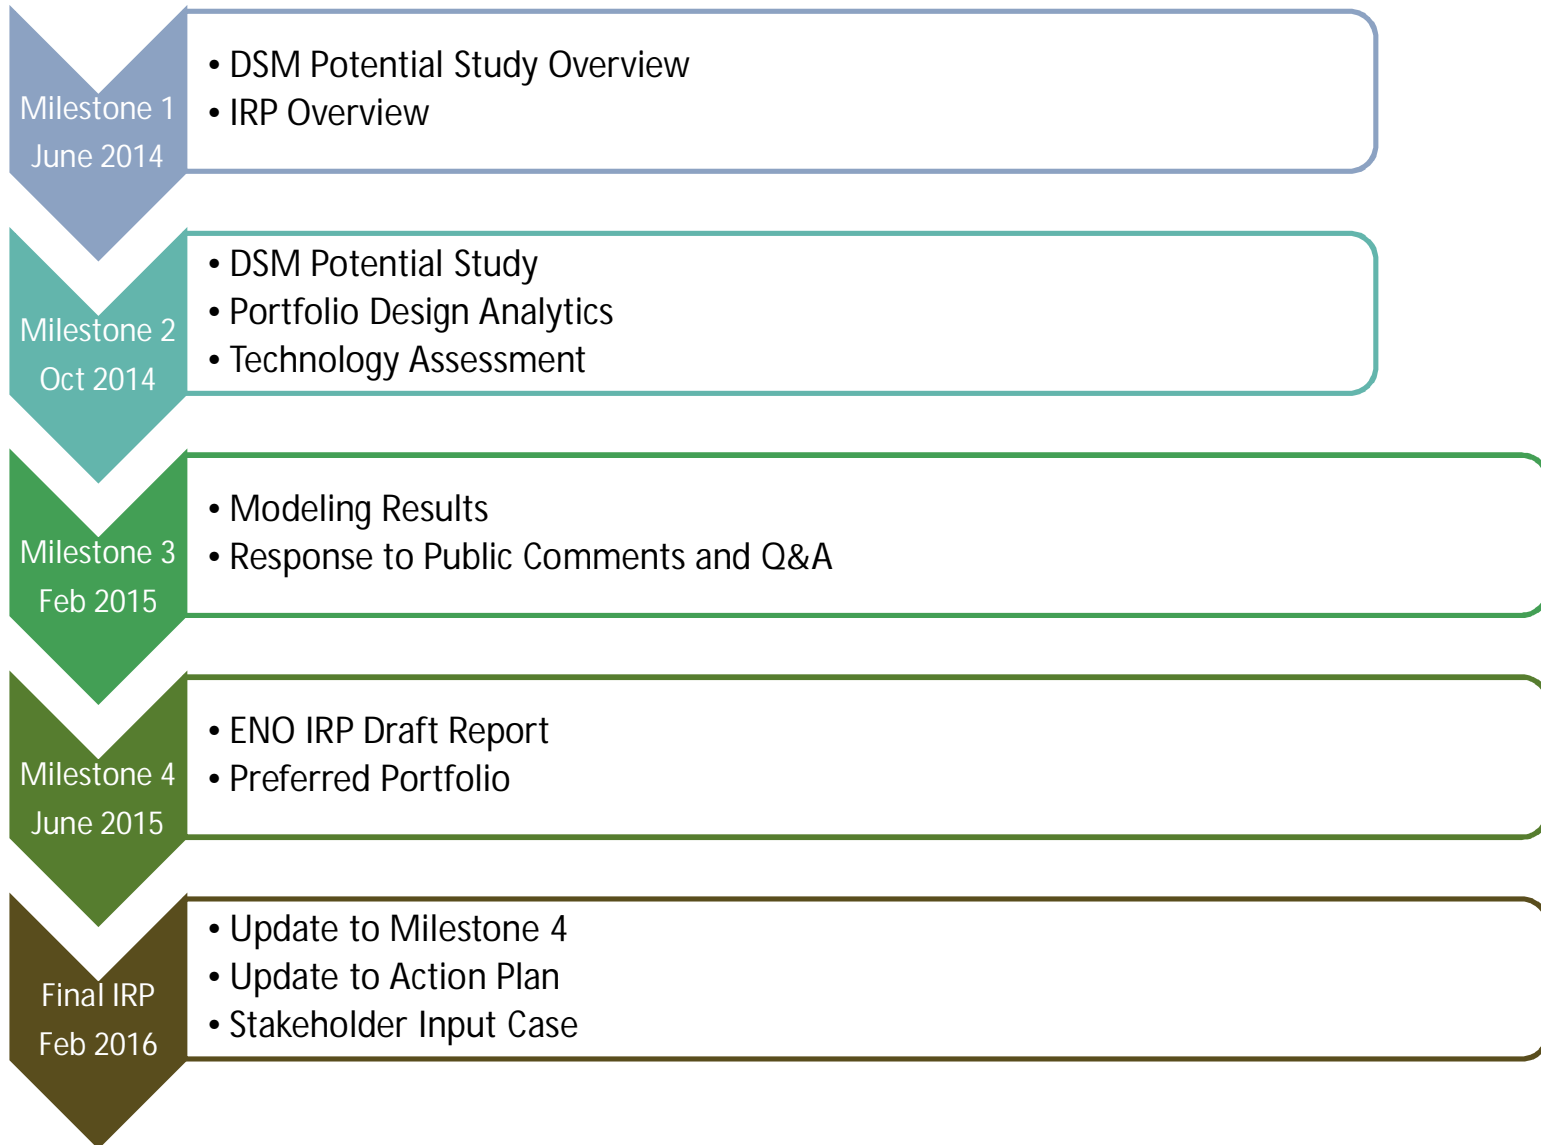 Milestone 1
June 2014
• DSM Potential Study Overview
• IRP Overview
Milestone 2
Oct 2014
• DSM Potential Study
• Portfolio Design Analytics
• Technology Assessment
Milestone 3
Feb 2015
• Modeling Results
• Response to Public Comments and Q&A
Milestone 4
June 2015
• ENO IRP Draft Report
• Preferred Portfolio
Final IRP
Feb 2016
• Update to Milestone 4
• Update to Action Plan
• Stakeholder Input Case